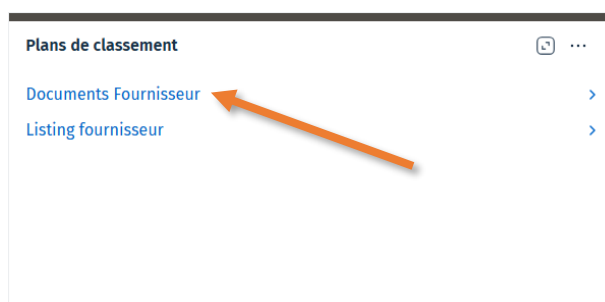 Plans de classement
Documents Fournisseur
Listing fournisseur